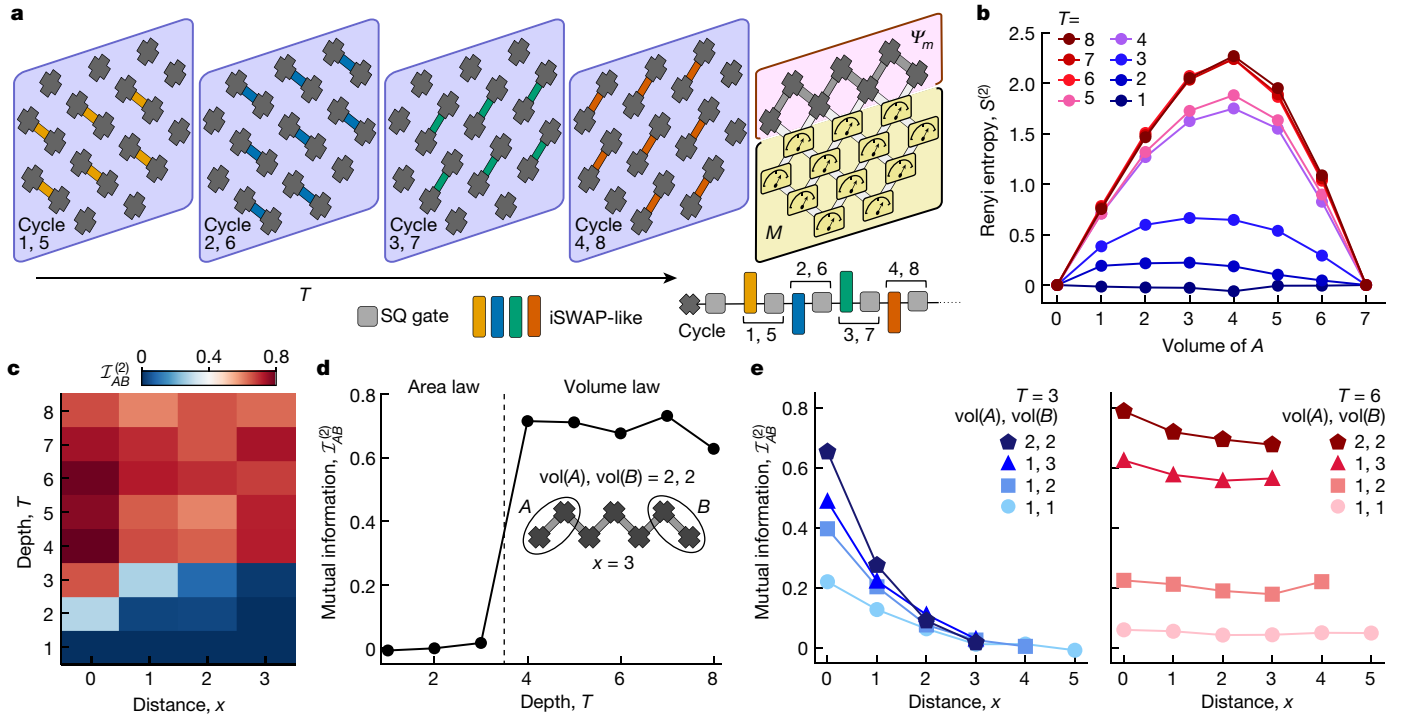 a
Cycle
1, 5
Cycle
2, 6
Cycle
3, 7
Cycle
4, 8
Ψm
M
T
SQ gate
iSWAP-like
Cycle
1, 5
2, 6
3, 7
4, 8
b
T=
8
7
6
5
4
3
2
1
Renyi entropy, S(2)
2.5
2.0
1.5
1.0
0.5
0
0 1 2 3 4 5 6 7
Volume of A
c
IAB(2)
0 0.4 0.8
Depth, T
8
7
6
5
4
3
2
1
0 1 2 3
Distance, x
d
Area law
Volume law
Mutual information, IAB(2)
0.8
0.6
0.4
0.2
0
vol(A), vol(B) = 2, 2
A
B
x = 3
2 4 6 8
Depth, T
e
Mutual information, IAB(2)
0.8
0.6
0.4
0.2
0
T = 3
vol(A), vol(B)
2, 2
1, 3
1, 2
1, 1
0 1 2 3 4 5
Distance, x
T = 6
vol(A), vol(B)
2, 2
1, 3
1, 2
1, 1
0 1 2 3 4 5
Distance, x